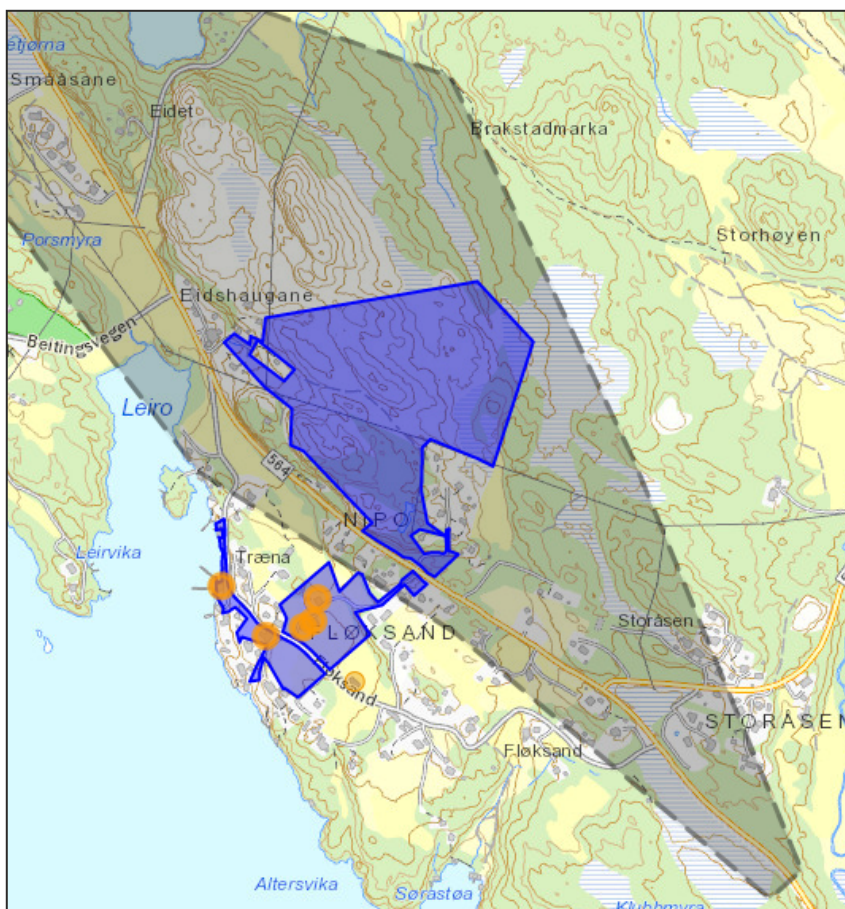 Smååsane
Eidet
Brakstadmarka
Storhøyen
Porsmyra
Eidshaugane
Beitingsvegen
Leiro
564
NIPO
Leirvika
Træna
Storåsen
FLØKSAND
Fløksand
STORÅSEN
Fløksand
Altersvika
Sørastøa
Klubbmyra